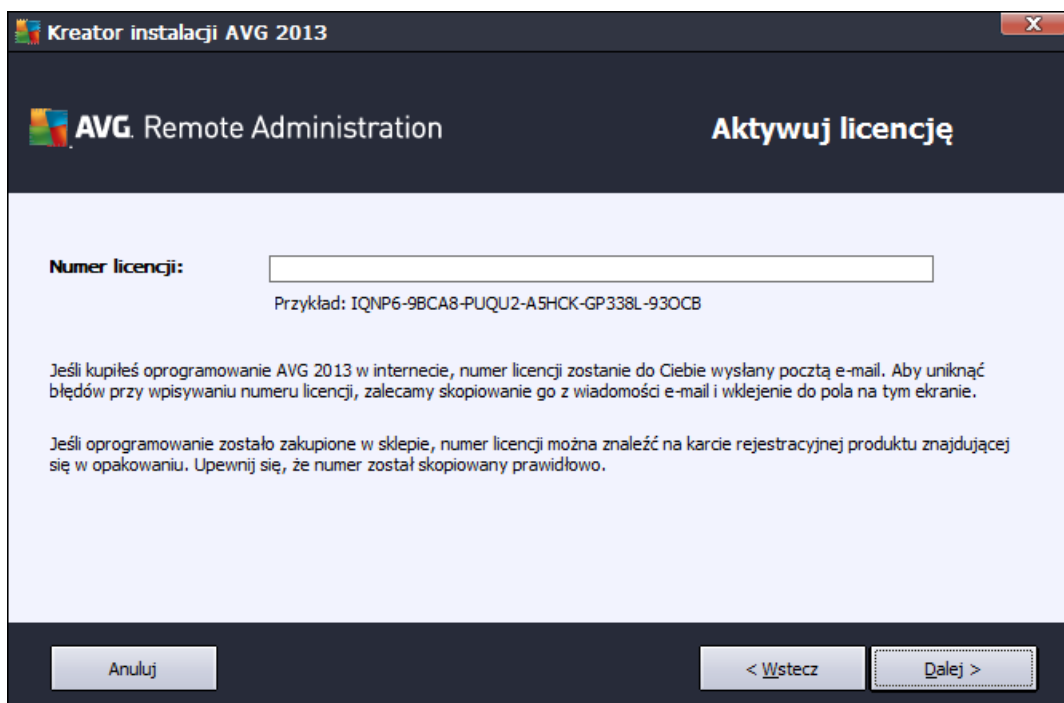 Kreator instalacji AVG 2013
X
AVG. Remote Administration
Aktywuj licencję
Numer licencji:
Przykład: IQNP6-9BCA8-PUQU2-A5HCK-GP338L-93OCB
Jeśli kupiłeś oprogramowanie AVG 2013 w internecie, numer licencji zostanie do Ciebie wysłany pocztą e-mail. Aby uniknąć
błędów przy wpisywaniu numeru licencji, zalecamy skopiowanie go z wiadomości e-mail i wklejenie do pola na tym ekranie.
Jeśli oprogramowanie zostało zakupione w sklepie, numer licencji można znaleźć na karcie rejestracyjnej produktu znajdującej
się w opakowaniu. Upewnij się, że numer został skopiowany prawidłowo.
Anuluj
< Wstecz
Dalej >